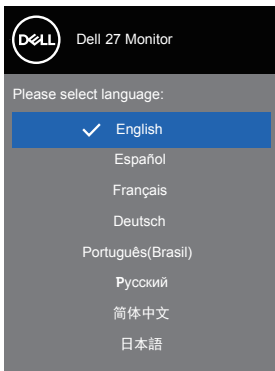 DELL
Dell 27 Monitor
Please select language:
English
Español
Français
Deutsch
Português(Brasil)
Русский
简体中文
日本語